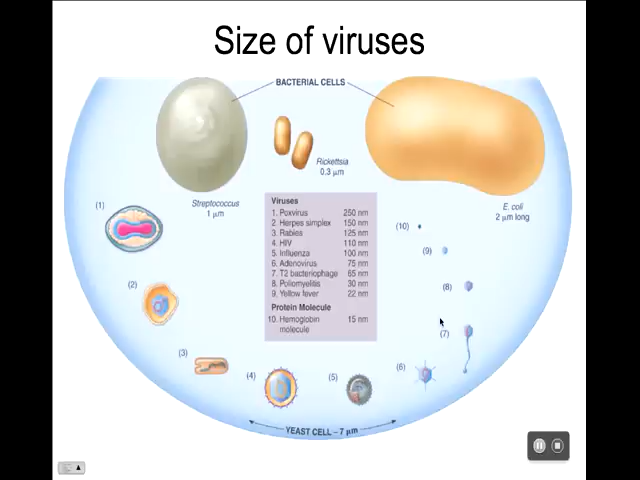 Size of viruses
BACTERIAL CELLS
Rickettsia
0.3 μm
Streptococcus
1 μm
E. coli
2 μm long
Viruses
1. Poxvirus 250 nm
2. Herpes simplex 150 nm
3. Rabies 125 nm
4. HIV 110 nm
5. Influenza 100 nm
6. Adenovirus 75 nm
7. T2 bacteriophage 65 nm
8. Poliomyelitis 30 nm
9. Yellow fever 22 nm
Protein Molecule
10. Hemoglobin 15 nm
molecule
(1)
(2)
(3)
(4)
(5)
(6)
(7)
(8)
(9)
(10)
YEAST CELL – 7 μm